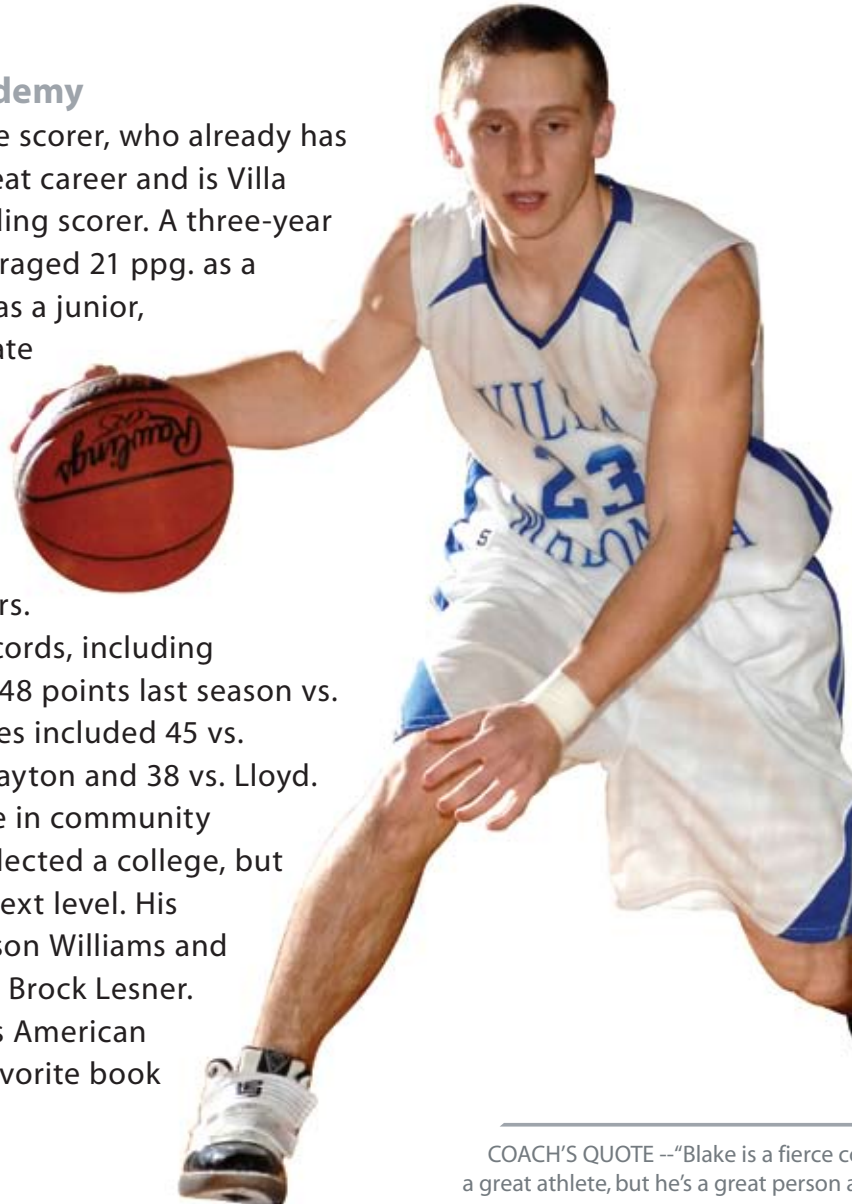 demy
e scorer, who already has
eat career and is Villa
ling scorer. A three-year
raged 21 ppg. as a
as a junior,
ate
Rawlings
VILLA
23
MADONNA
rs.
cords, including
48 points last season vs.
es included 45 vs.
ayton and 38 vs. Lloyd.
e in community
lected a college, but
ext level. His
son Williams and
Brock Lesner.
s American
vorite book
COACH'S QUOTE --“Blake is a fierce co
a great athlete, but he's a great person a